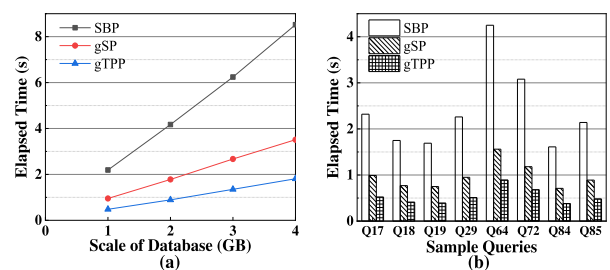 SBP
gSP
gTPP
8
6
4
2
0
Elapsed Time (s)
0 1 2 3 4
Scale of Database (GB)
(a)
SBP
gSP
gTPP
4
3
2
1
0
Elapsed Time (s)
Q17 Q18 Q19 Q29 Q64 Q72 Q84 Q85
Sample Queries
(b)